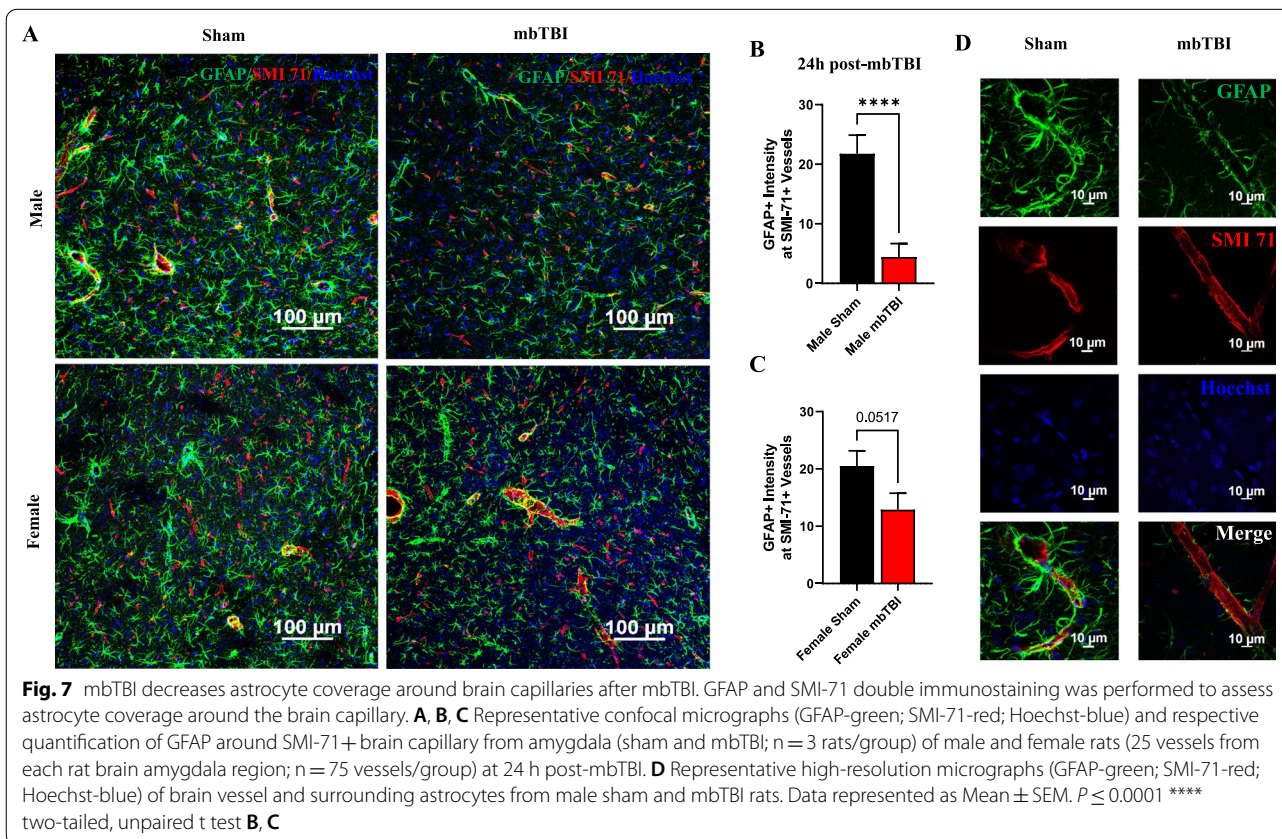 A
Sham
mbTBI
Male
GFAP/SMI 71/Hoechst
GFAP/SMI 71/Hoechst
100 µm
100 µm
Female
100 µm
100 µm
B
24h post-mbTBI
GFAP+ Intensity
at SMI-71+ Vessels
30
20
10
0
****
Male Sham
Male mbTBI
C
GFAP+ Intensity
at SMI-71+ Vessels
30
20
10
0
0.0517
Female Sham
Female mbTBI
D
Sham
mbTBI
GFAP
10 µm
10 µm
SMI 71
10 µm
10 µm
Hoechst
10 µm
10 µm
Merge
10 µm
10 µm
Fig. 7 mbTBI decreases astrocyte coverage around brain capillaries after mbTBI. GFAP and SMI-71 double immunostaining was performed to assess
astrocyte coverage around the brain capillary. A, B, C Representative confocal micrographs (GFAP-green; SMI-71-red; Hoechst-blue) and respective
quantification of GFAP around SMI-71+ brain capillary from amygdala (sham and mbTBI; n = 3 rats/group) of male and female rats (25 vessels from
each rat brain amygdala region; n = 75 vessels/group) at 24 h post-mbTBI. D Representative high-resolution micrographs (GFAP-green; SMI-71-red;
Hoechst-blue) of brain vessel and surrounding astrocytes from male sham and mbTBI rats. Data represented as Mean ± SEM. P ≤ 0.0001 ****
two-tailed, unpaired t test B, C